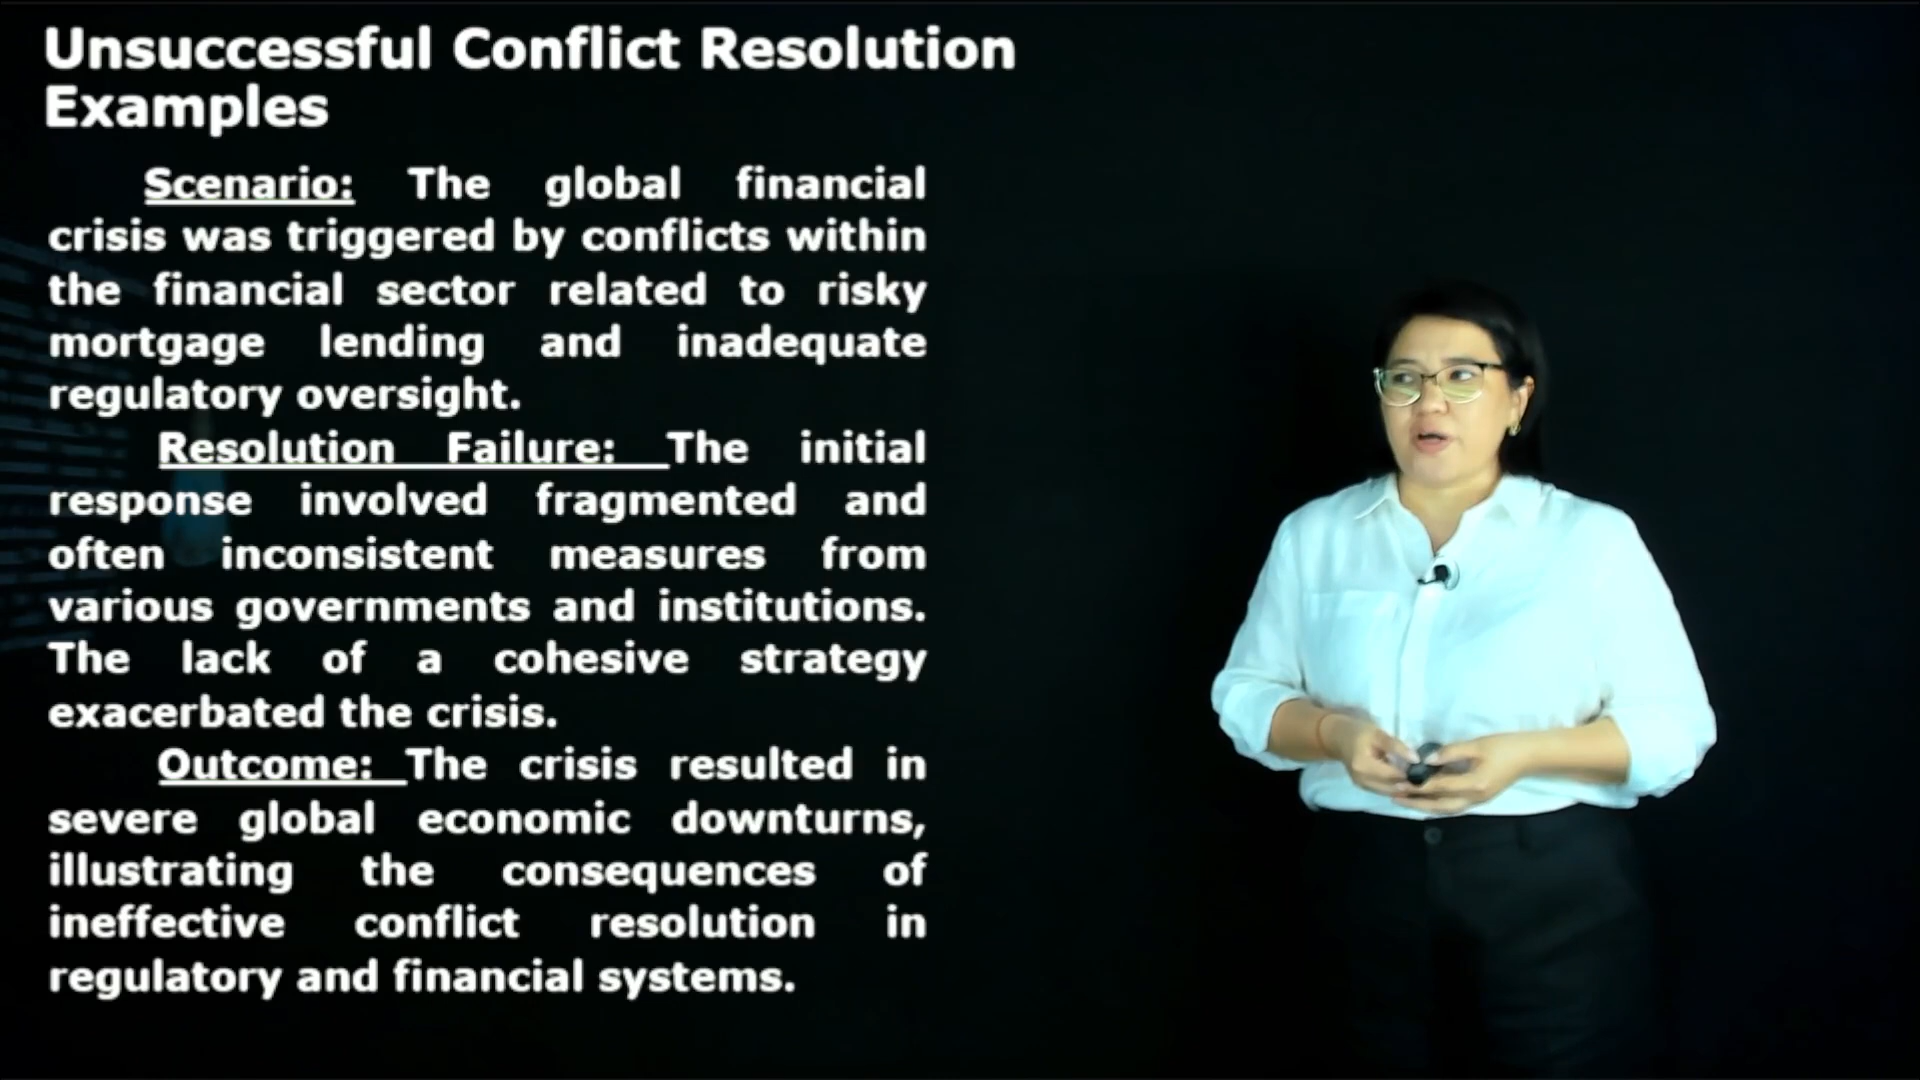 Unsuccessful Conflict Resolution
Examples
Scenario: The global financial
crisis was triggered by conflicts within
the financial sector related to risky
mortgage lending and inadequate
regulatory oversight.
Resolution Failure: The initial
response involved fragmented and
often inconsistent measures from
various governments and institutions.
The lack of a cohesive strategy
exacerbated the crisis.
Outcome: The crisis resulted in
severe global economic downturns,
illustrating the consequences of
ineffective conflict resolution in
regulatory and financial systems.